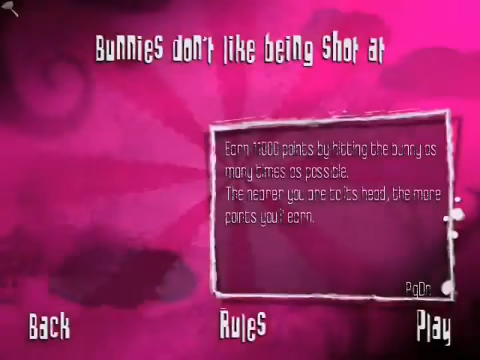 Bunnies don't like being shot at
Earn 11000 points by hitting the bunny as
many times as possible.
The nearer you are to its head, the more
points you'll earn.
PgDn
Back
Rules
Play